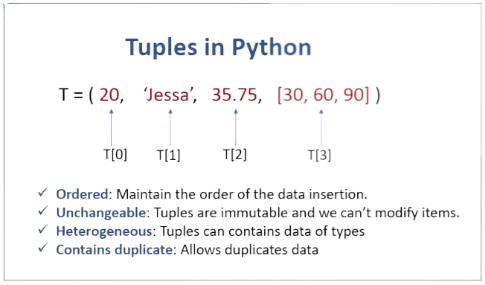 Tuples in Python
T = ( 20, ‘Jessa’, 35.75, [30, 60, 90] )
T[0] T[1] T[2] T[3]
✓ Ordered: Maintain the order of the data insertion.
✓ Unchangeable: Tuples are immutable and we can’t modify items.
✓ Heterogeneous: Tuples can contains data of types
✓ Contains duplicate: Allows duplicates data